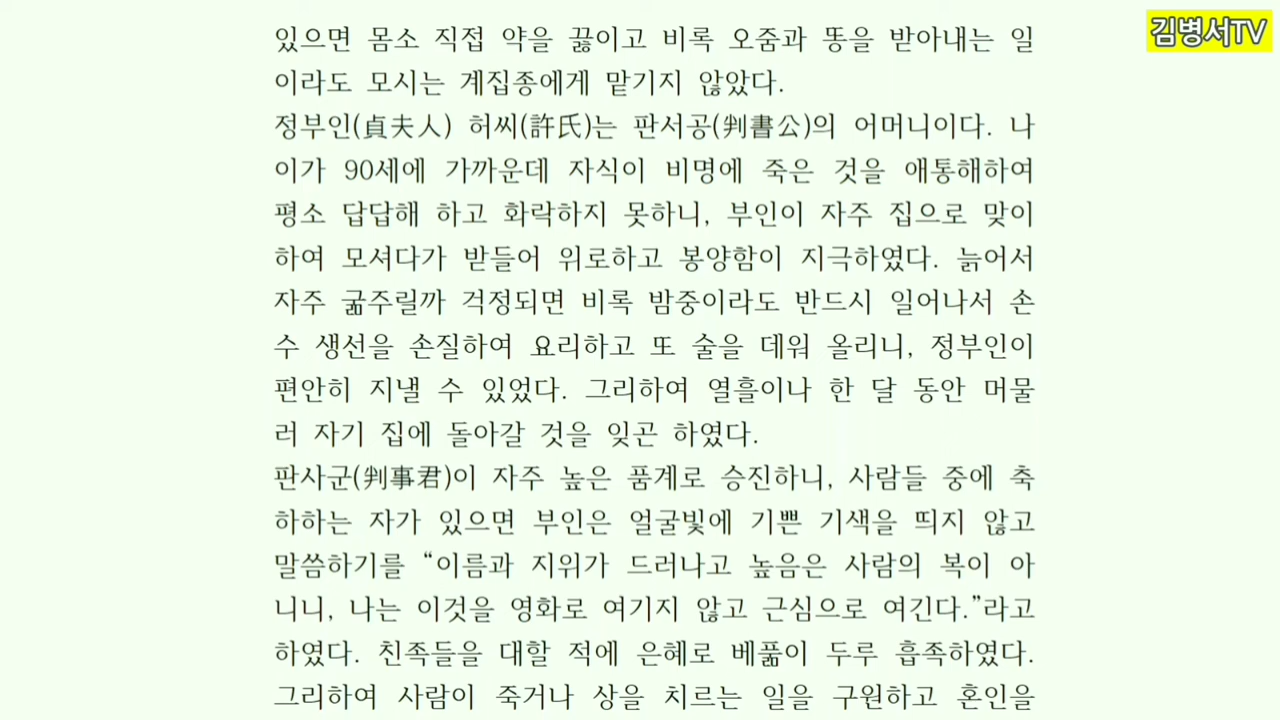 김병서TV
있으면 몸소 직접 약을 끓이고 비록 오줌과 똥을 받아내는 일
이라도 모시는 계집종에게 맡기지 않았다.
정부인(貞夫人) 허씨(許氏)는 판서공(判書公)의 어머니이다. 나
이가 90세에 가까운데 자식이 비명에 죽은 것을 애통해하여
평소 답답해 하고 화락하지 못하니, 부인이 자주 집으로 맞이
하여 모셔다가 받들어 위로하고 봉양함이 지극하였다. 늙어서
자주 굶주릴까 걱정되면 비록 밤중이라도 반드시 일어나서 손
수 생선을 손질하여 요리하고 또 술을 데워 올리니, 정부인이
편안히 지낼 수 있었다. 그리하여 열흘이나 한 달 동안 머물
러 자기 집에 돌아갈 것을 잊곤 하였다.
판사군(判事君)이 자주 높은 품계로 승진하니, 사람들 중에 축
하하는 자가 있으면 부인은 얼굴빛에 기쁜 기색을 띄지 않고
말씀하기를 “이름과 지위가 드러나고 높음은 사람의 복이 아
니니, 나는 이것을 영화로 여기지 않고 근심으로 여긴다.”라고
하였다. 친족들을 대할 적에 은혜로 베풂이 두루 흡족하였다.
그리하여 사람이 죽거나 상을 치르는 일을 구원하고 혼인을